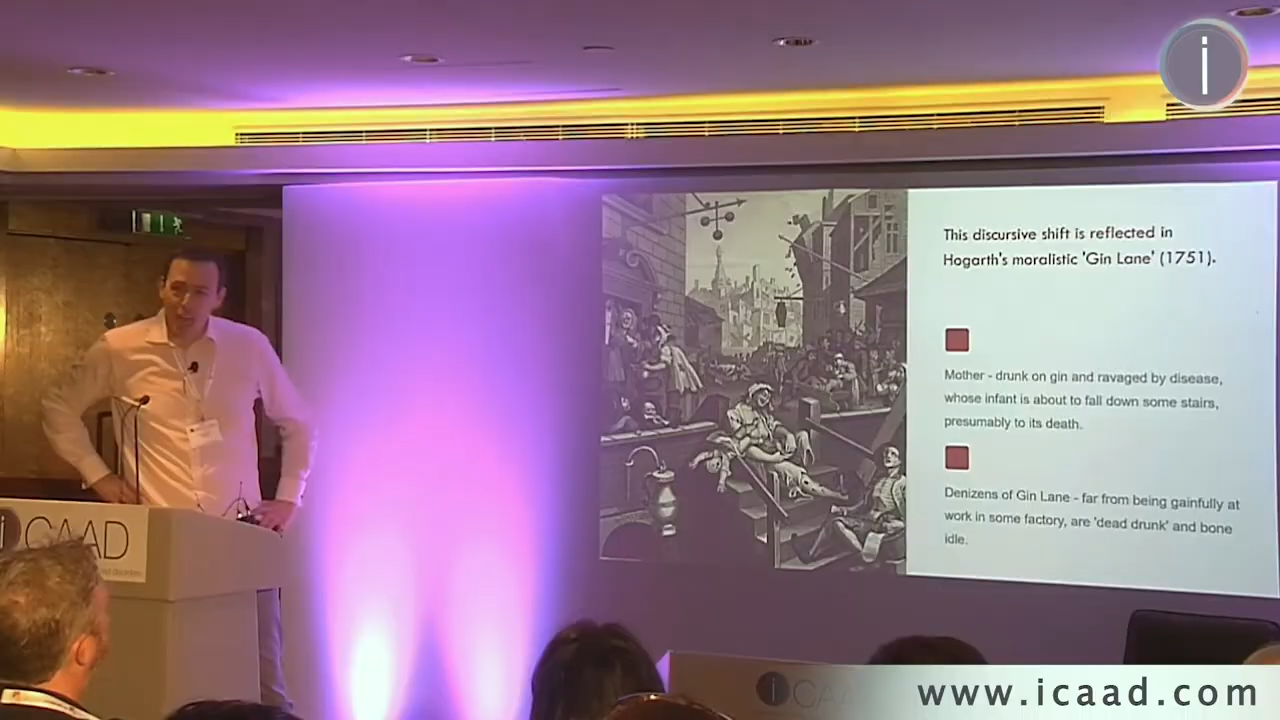 i
This discursive shift is reflected in
Hogarth's moralistic 'Gin Lane' (1751).
Mother - drunk on gin and ravaged by disease,
whose infant is about to fall down some stairs,
presumably to its death.
Denizens of Gin Lane - far from being gainfully at
work in some factory, are 'dead drunk' and bone
idle.
iCAAD
disorders
iCAA
www.icaad.com